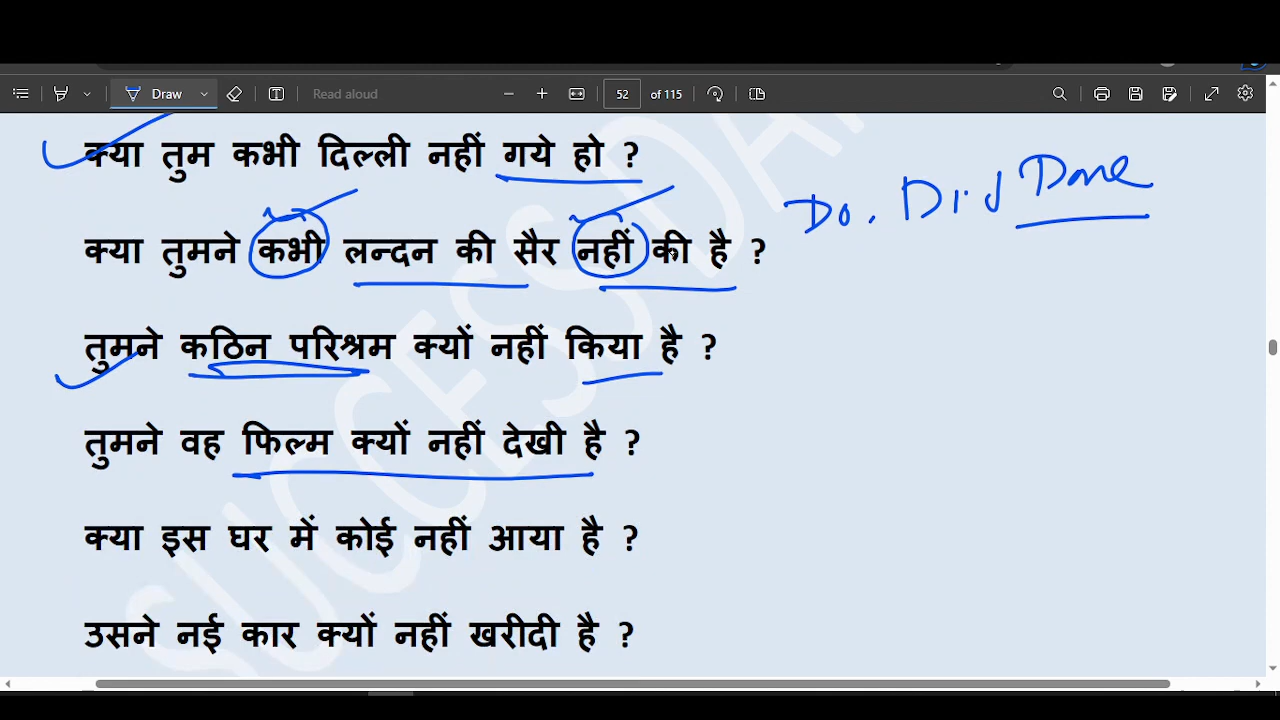 Draw
Read aloud
52 of 115
क्या तुम कभी दिल्ली नहीं गये हो ?
Do. Did Done
क्या तुमने कभी लन्दन की सैर नहीं की है ?
तुमने कठिन परिश्रम क्यों नहीं किया है ?
तुमने वह फिल्म क्यों नहीं देखी है ?
क्या इस घर में कोई नहीं आया है ?
उसने नई कार क्यों नहीं खरीदी है ?
SUCCESSDA